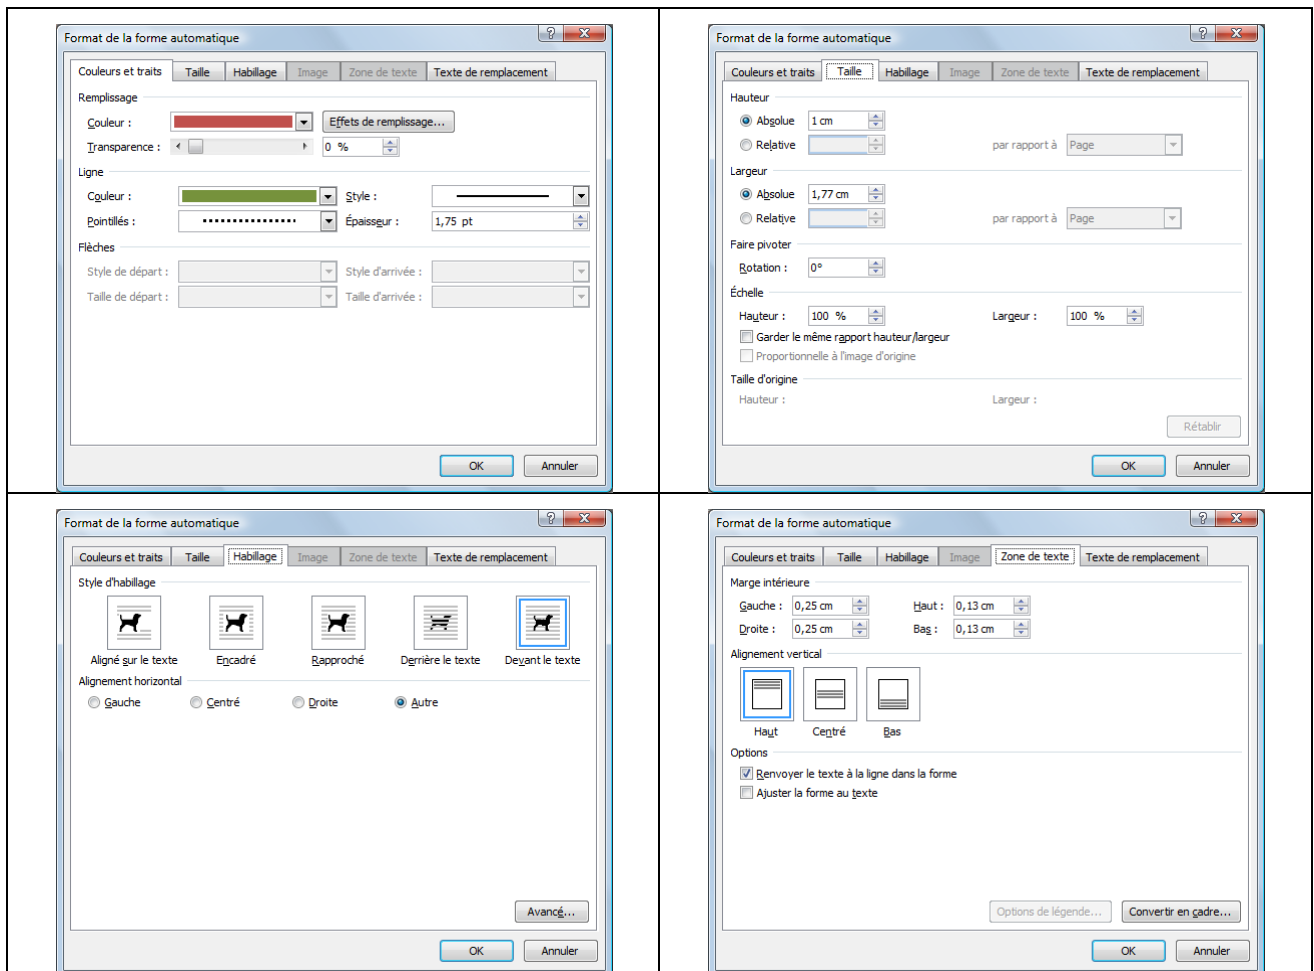 Format de la forme automatique
Couleurs et traits Taille Habillage Image Zone de texte Texte de remplacement
Remplissage
Couleur : Effets de remplissage...
Transparence : 0 %
Ligne
Couleur : Style :
Pointillés : Épaisseur : 1,75 pt
Flèches
Style de départ : Style d'arrivée :
Taille de départ : Taille d'arrivée :
OK Annuler
Format de la forme automatique
Couleurs et traits Taille Habillage Image Zone de texte Texte de remplacement
Hauteur
Absolue 1 cm
Relative par rapport à Page
Largeur
Absolue 1,77 cm
Relative par rapport à Page
Faire pivoter
Rotation : 0°
Échelle
Hauteur : 100 % Largeur : 100 %
Garder le même rapport hauteur/largeur
Proportionnelle à l'image d'origine
Taille d'origine
Hauteur : Largeur :
Rétablir
OK Annuler
Format de la forme automatique
Couleurs et traits Taille Habillage Image Zone de texte Texte de remplacement
Style d'habillage
Aligné sur le texte Encadré Rapproché Derrière le texte Devant le texte
Alignement horizontal
Gauche Centré Droite Autre
Avancé...
OK Annuler
Format de la forme automatique
Couleurs et traits Taille Habillage Image Zone de texte Texte de remplacement
Marge intérieure
Gauche : 0,25 cm Haut : 0,13 cm
Droite : 0,25 cm Bas : 0,13 cm
Alignement vertical
Haut Centré Bas
Options
Renvoyer le texte à la ligne dans la forme
Ajuster la forme au texte
Options de légende... Convertir en cadre...
OK Annuler